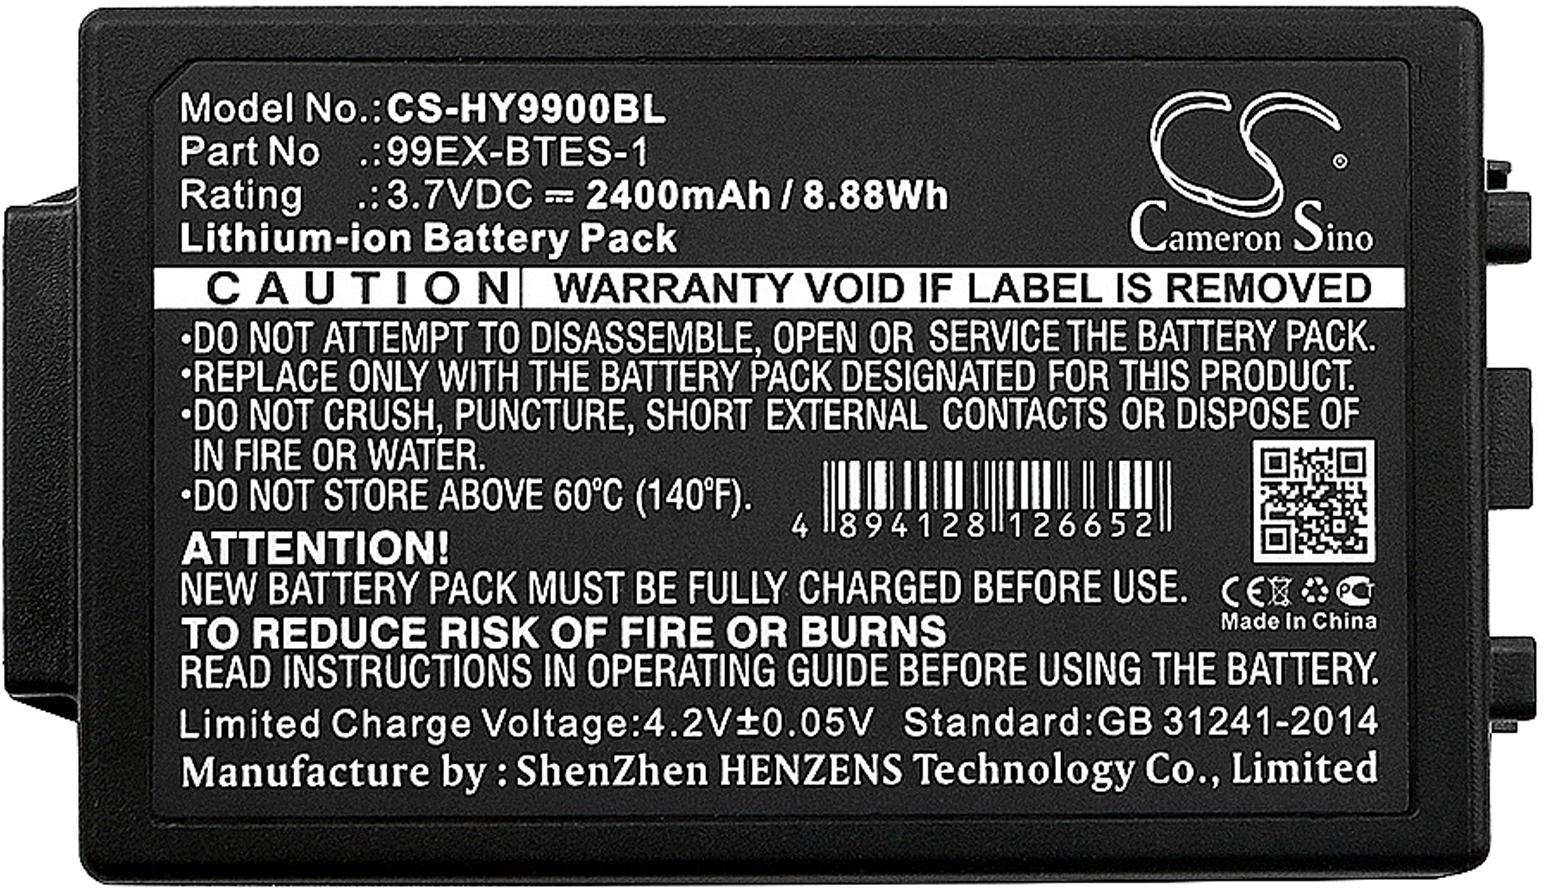 Model No.:CS-HY9900BL
Part No .:99EX-BTES-1
Rating .:3.7VDC ⎓ 2400mAh / 8.88Wh
Lithium-ion Battery Pack
CS ®
Cameron Sino
CAUTION WARRANTY VOID IF LABEL IS REMOVED
•DO NOT ATTEMPT TO DISASSEMBLE, OPEN OR SERVICE THE BATTERY PACK.
•REPLACE ONLY WITH THE BATTERY PACK DESIGNATED FOR THIS PRODUCT.
•DO NOT CRUSH, PUNCTURE, SHORT EXTERNAL CONTACTS OR DISPOSE OF
IN FIRE OR WATER.
•DO NOT STORE ABOVE 60°C (140°F).
4 894128 126652
ATTENTION!
NEW BATTERY PACK MUST BE FULLY CHARGED BEFORE USE.
CE PCT
Made In China
TO REDUCE RISK OF FIRE OR BURNS
READ INSTRUCTIONS IN OPERATING GUIDE BEFORE USING THE BATTERY.
Limited Charge Voltage:4.2V±0.05V Standard:GB 31241-2014
Manufacture by : ShenZhen HENZENS Technology Co., Limited